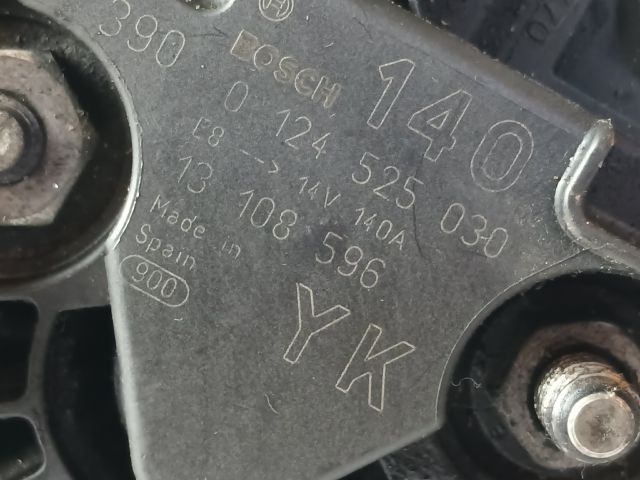 390
BOSCH 140
0 124 525 030
E8 --> 14V 140A
13 108 596
Made in
Spain
900
YK